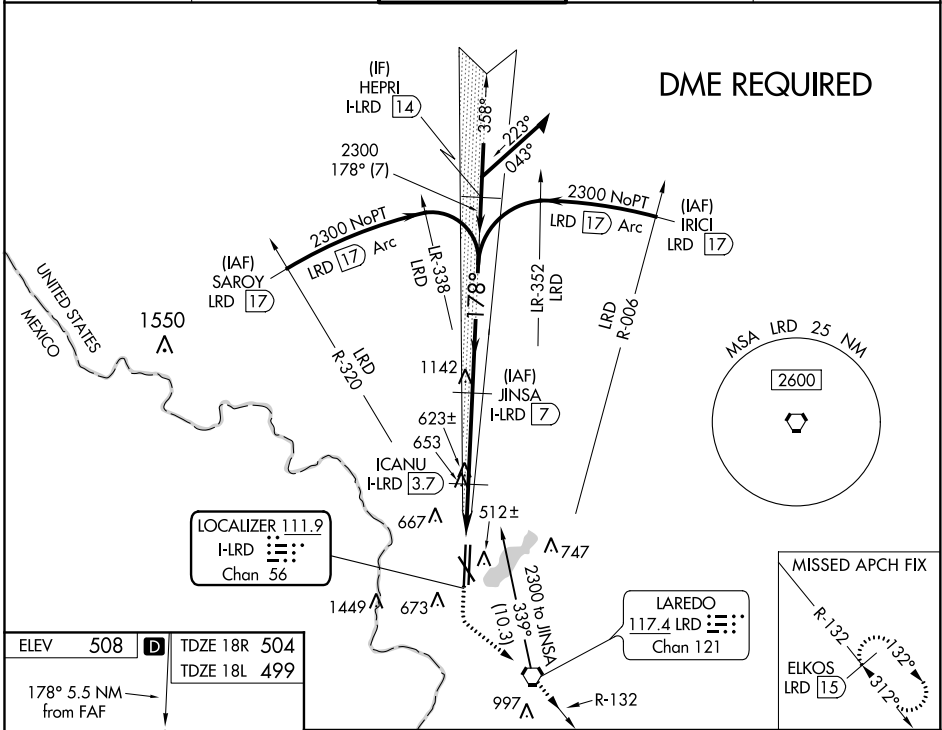 DME REQUIRED
(IF)
HEPRI
I-LRD 14
358°
223°
043°
2300
178° (7)
2300 NoPT
LRD 17 Arc
(IAF)
SAROY
LRD 17
2300 NoPT
LRD 17 Arc
(IAF)
IRICI
LRD 17
LR-338
LRD
178°
LR-352
LRD
LRD
R-006
LRD
R-320
UNITED STATES
MEXICO
1550
1142
(IAF)
JINSA
I-LRD 7
623±
653
ICANU
I-LRD 3.7
667
512±
747
MSA LRD 25 NM
2600
LOCALIZER 111.9
I-LRD
Chan 56
1449
673
2300 to JINSA
339°
(10.3)
LAREDO
117.4 LRD
Chan 121
R-132
997
MISSED APCH FIX
R-132
132°
312°
ELKOS
LRD 15
ELEV 508 D
TDZE 18R 504
TDZE 18L 499
178° 5.5 NM
from FAF